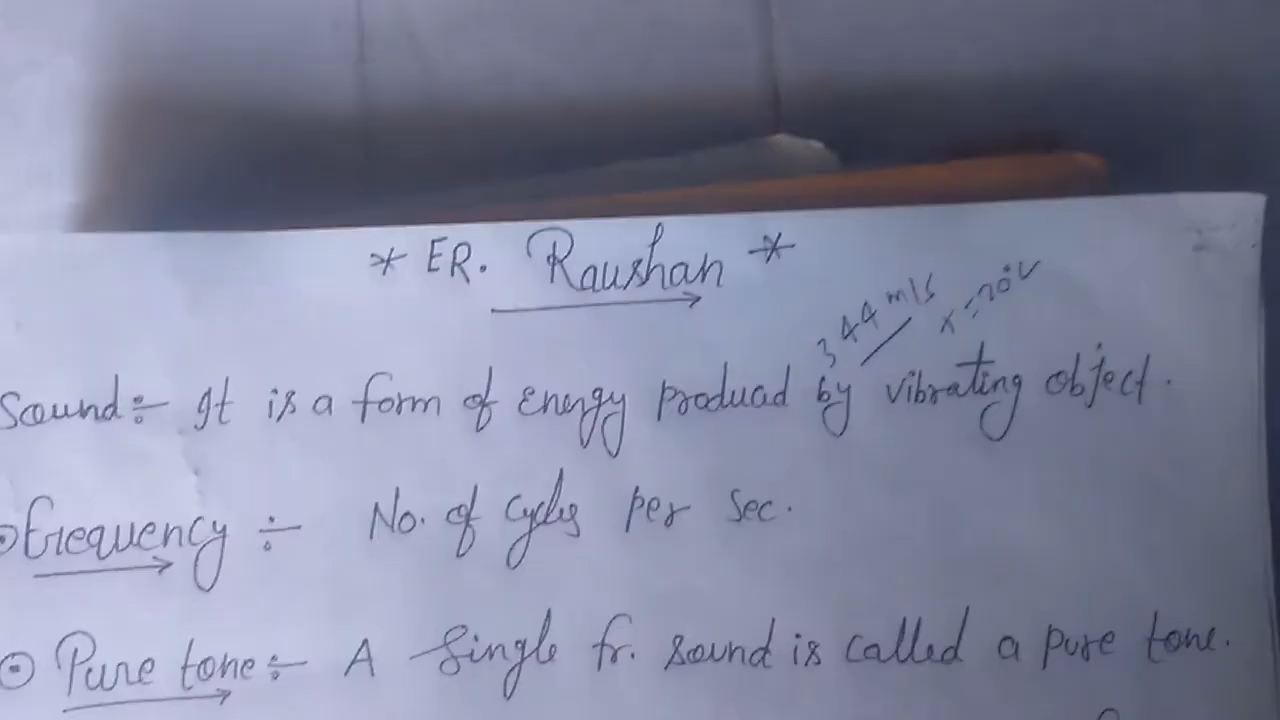 * ER. Raushan *
344 m/s
Sound:- It is a form of Energy produced by vibrating object.
Frequency :- No. of cycles per sec.
Pure tone:- A Single fr. sound is called a pure tone.